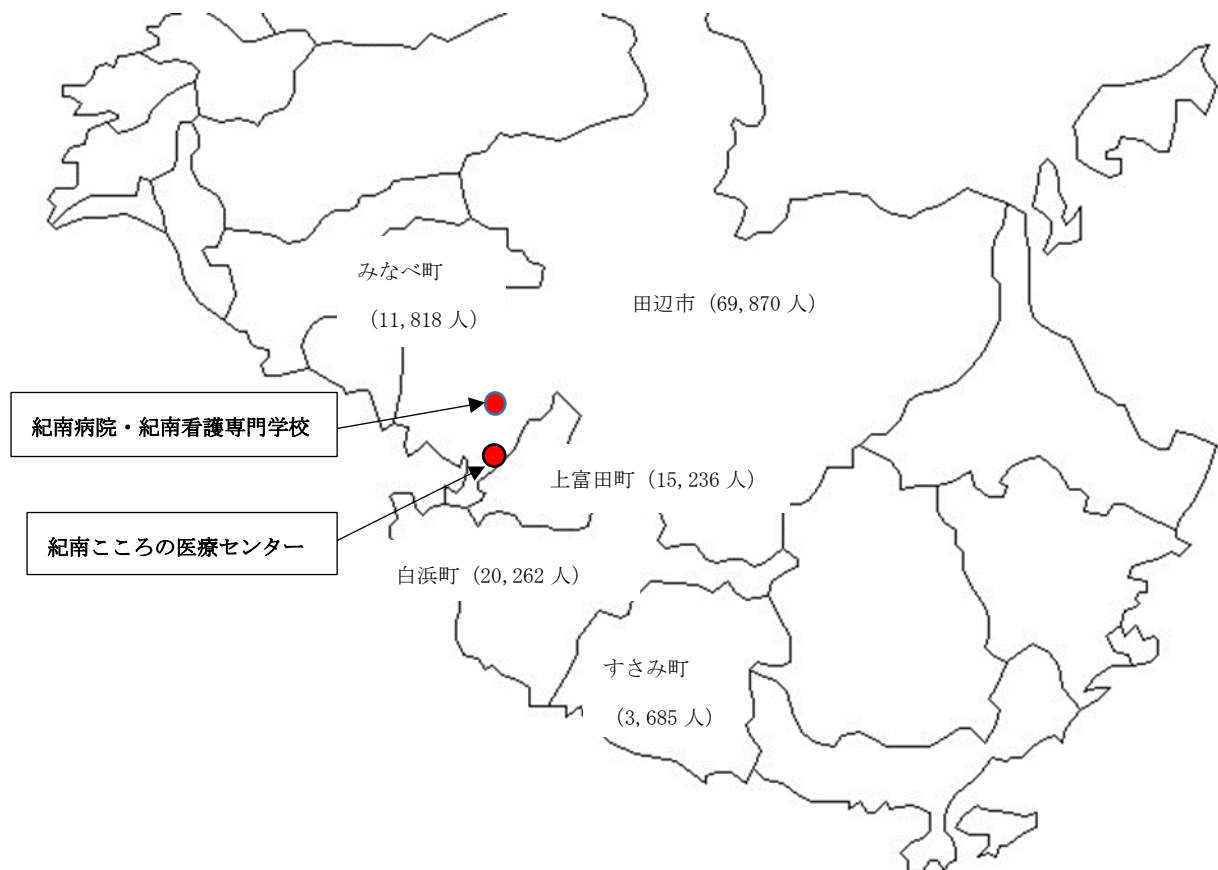 みなべ町
（11,818 人）
田辺市（69,870 人）
紀南病院・紀南看護専門学校
上富田町（15,236 人）
紀南こころの医療センター
白浜町（20,262 人）
すさみ町
（3,685 人）